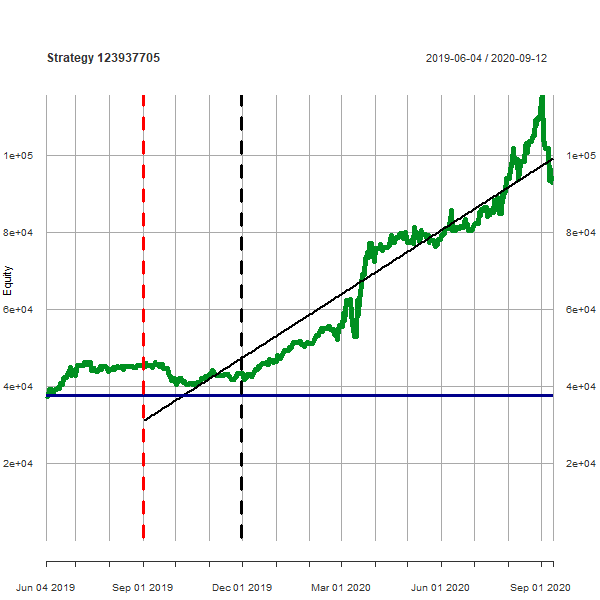 Strategy 123937705
2019-06-04 / 2020-09-12
1e+05
1e+05
8e+04
8e+04
Equity
6e+04
6e+04
4e+04
4e+04
2e+04
2e+04
Jun 04 2019
Sep 01 2019
Dec 01 2019
Mar 01 2020
Jun 01 2020
Sep 01 2020